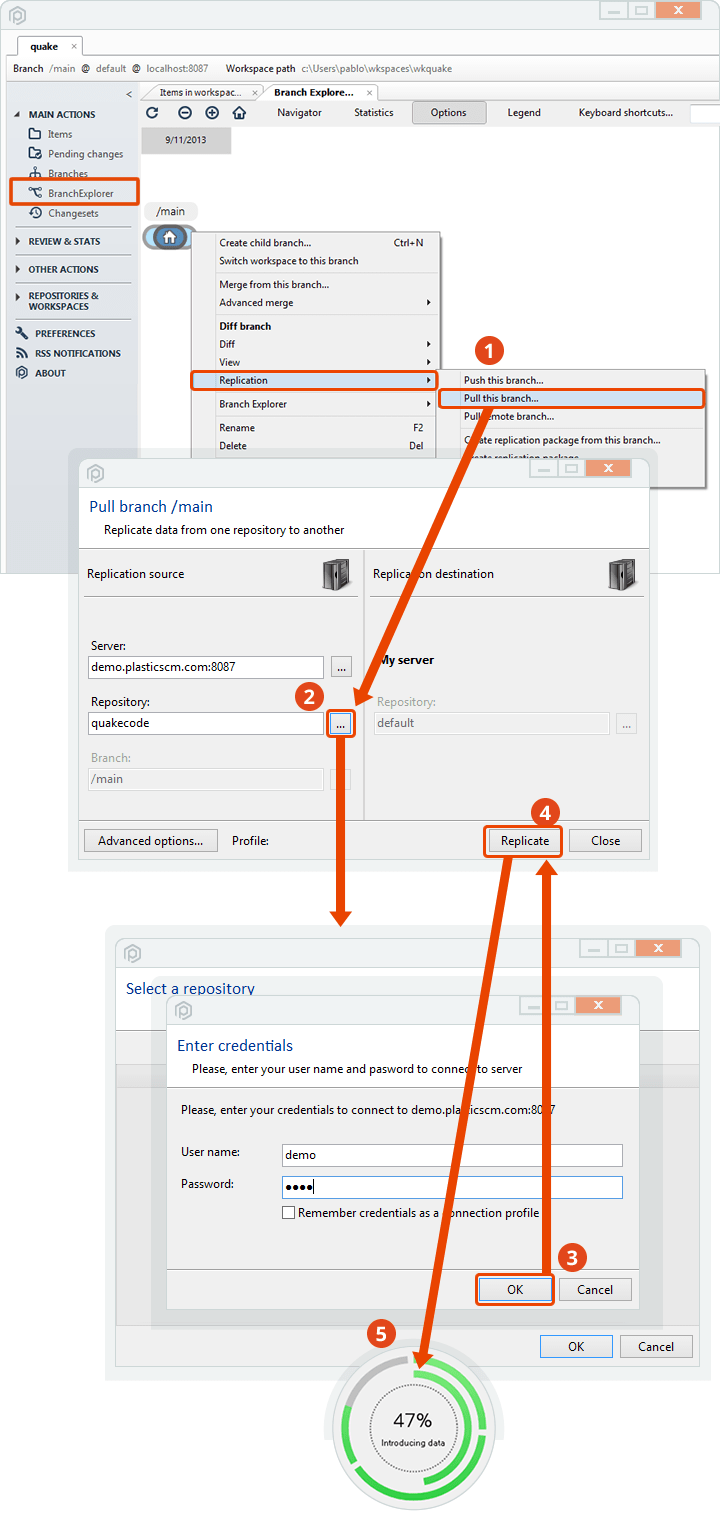 quake ×
Branch /main @ default @ localhost:8087 Workspace path c:\Users\pablo\wkspaces\wkquake
<
Items in workspac... ×
Branch Explore... ×
MAIN ACTIONS
Items
Pending changes
Branches
BranchExplorer
Changesets
REVIEW & STATS
OTHER ACTIONS
REPOSITORIES &
WORKSPACES
PREFERENCES
RSS NOTIFICATIONS
ABOUT
Navigator Statistics Options Legend Keyboard shortcuts...
9/11/2013
/main
Create child branch... Ctrl+N
Switch workspace to this branch
Merge from this branch...
Advanced merge
Diff branch
Diff
View
Replication
Branch Explorer
Rename F2
Delete Del
1
Push this branch...
Pull this branch...
Pull remote branch...
Create replication package from this branch...
Create replication package
X
X
Pull branch /main
Replicate data from one repository to another
Replication source
Replication destination
Server:
demo.plasticscm.com:8087
...
My server
2
Repository:
quakecode
...
Repository:
default
...
Branch:
/main
4
Advanced options...
Profile:
Replicate
Close
X
Select a repository
X
Enter credentials
Please, enter your user name and pasword to connect to server
Please, enter your credentials to connect to demo.plasticscm.com:8087
User name:
demo
Password:
●●●●
Remember credentials as a connection profile
3
OK
Cancel
OK
Cancel
5
47%
Introducing data